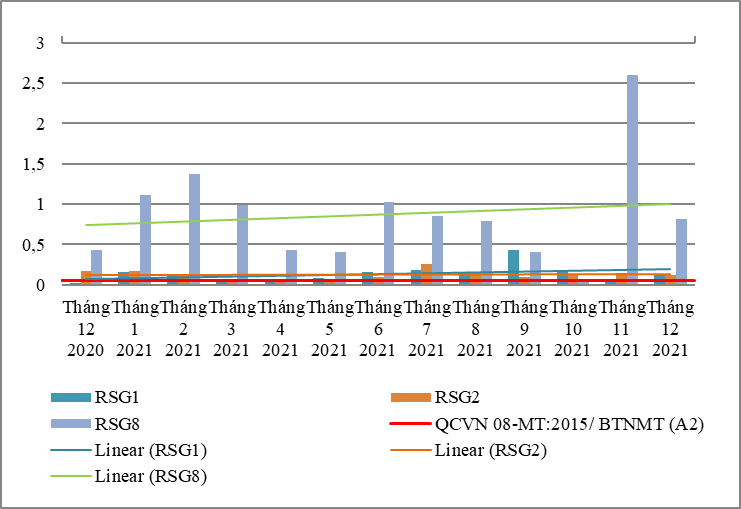 3
2,5
2
1,5
1
0,5
0
Tháng Tháng Tháng Tháng Tháng Tháng Tháng Tháng Tháng Tháng Tháng Tháng Tháng
12 1 2 3 4 5 6 7 8 9 10 11 12
2020 2021 2021 2021 2021 2021 2021 2021 2021 2021 2021 2021 2021
RSG1 RSG2
RSG8 QCVN 08-MT:2015/ BTNMT (A2)
Linear (RSG1) Linear (RSG2)
Linear (RSG8)